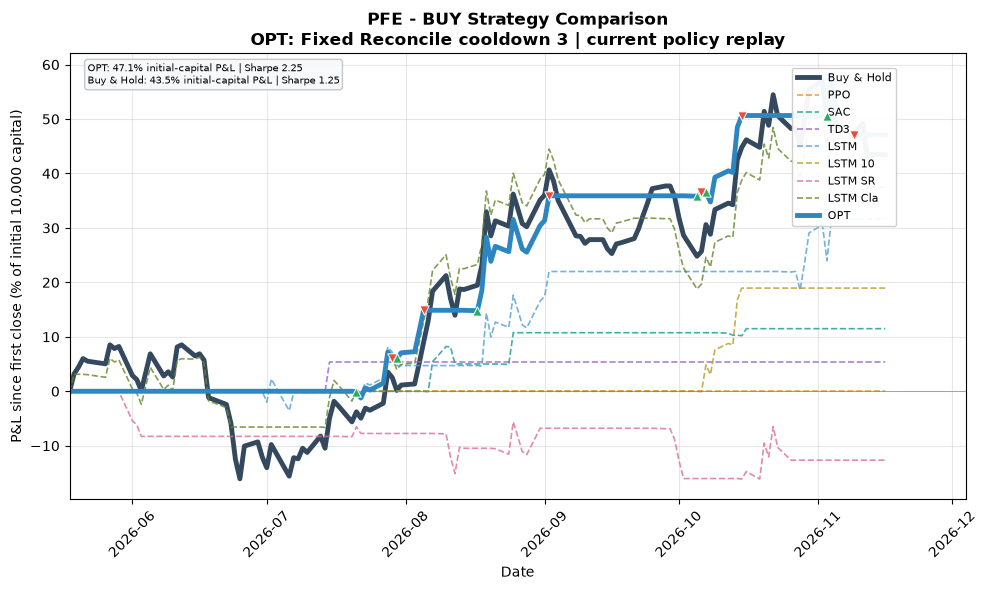 PFE - BUY Strategy Comparison
OPT: Fixed Reconcile cooldown 3 | current policy replay
OPT: 47.1% initial-capital P&L | Sharpe 2.25
Buy & Hold: 43.5% initial-capital P&L | Sharpe 1.25
Buy & Hold
PPO
SAC
TD3
LSTM
LSTM 10
LSTM SR
LSTM Cla
OPT
P&L since first close (% of initial 10,000 capital)
60
50
40
30
20
10
0
−10
2026-06
2026-07
2026-08
2026-09
2026-10
2026-11
2026-12
Date